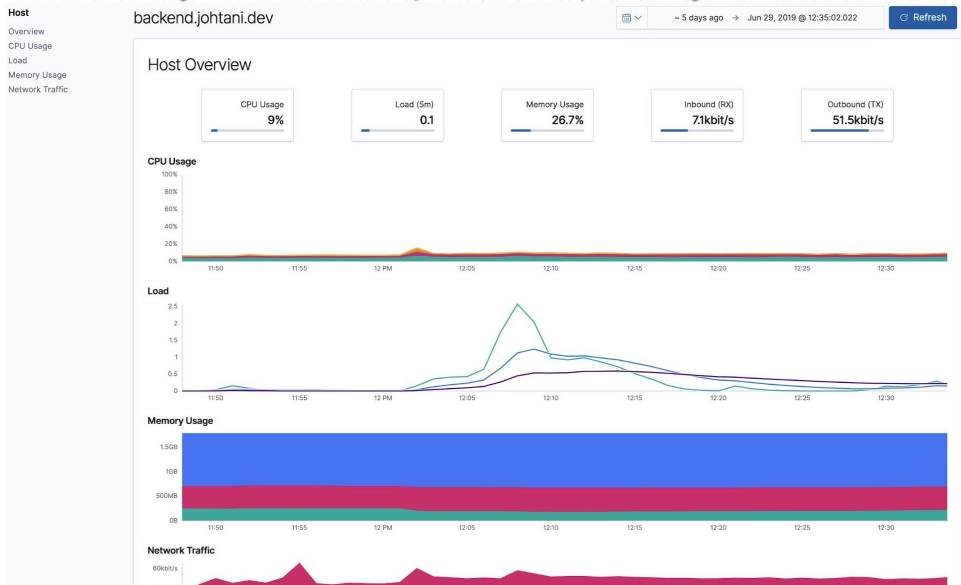 Host
Overview
CPU Usage
Load
Memory Usage
Network Traffic
backend.johtani.dev
~ 5 days ago → Jun 29, 2019 @ 12:35:02.022
Refresh
Host Overview
CPU Usage
9%
Load (5m)
0.1
Memory Usage
26.7%
Inbound (RX)
7.1kbit/s
Outbound (TX)
51.5kbit/s
CPU Usage
100%
80%
60%
40%
20%
0%
11:50 11:55 12 PM 12:05 12:10 12:15 12:20 12:25 12:30
Load
2.5
2
1.5
1
0.5
0
11:50 11:55 12 PM 12:05 12:10 12:15 12:20 12:25 12:30
Memory Usage
1.5GB
1GB
500MB
0B
11:50 11:55 12 PM 12:05 12:10 12:15 12:20 12:25 12:30
Network Traffic
60kbit/s